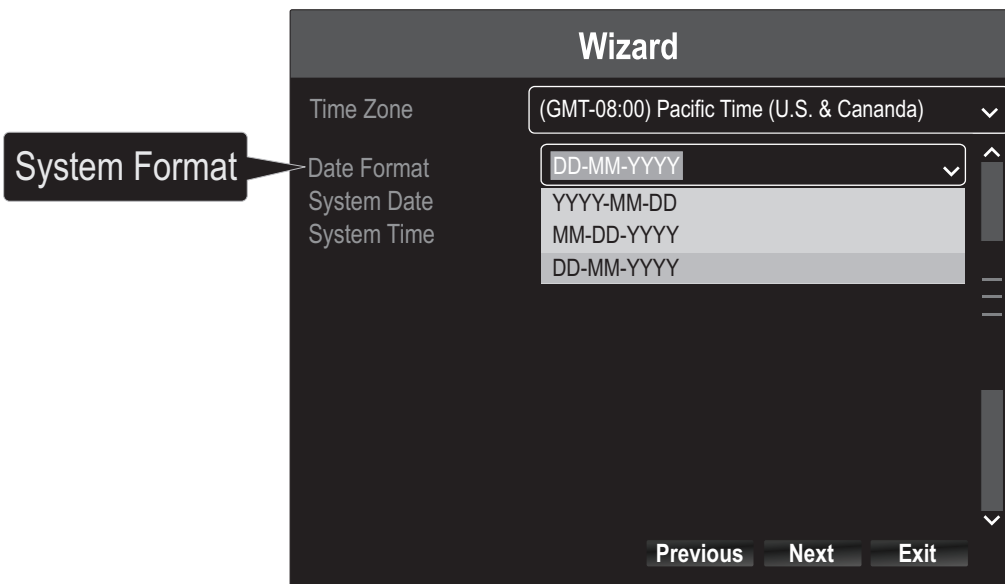 Wizard
Time Zone (GMT-08:00) Pacific Time (U.S. & Cananda)
System Format
Date Format DD-MM-YYYY
System Date YYYY-MM-DD
System Time MM-DD-YYYY
DD-MM-YYYY
Previous Next Exit